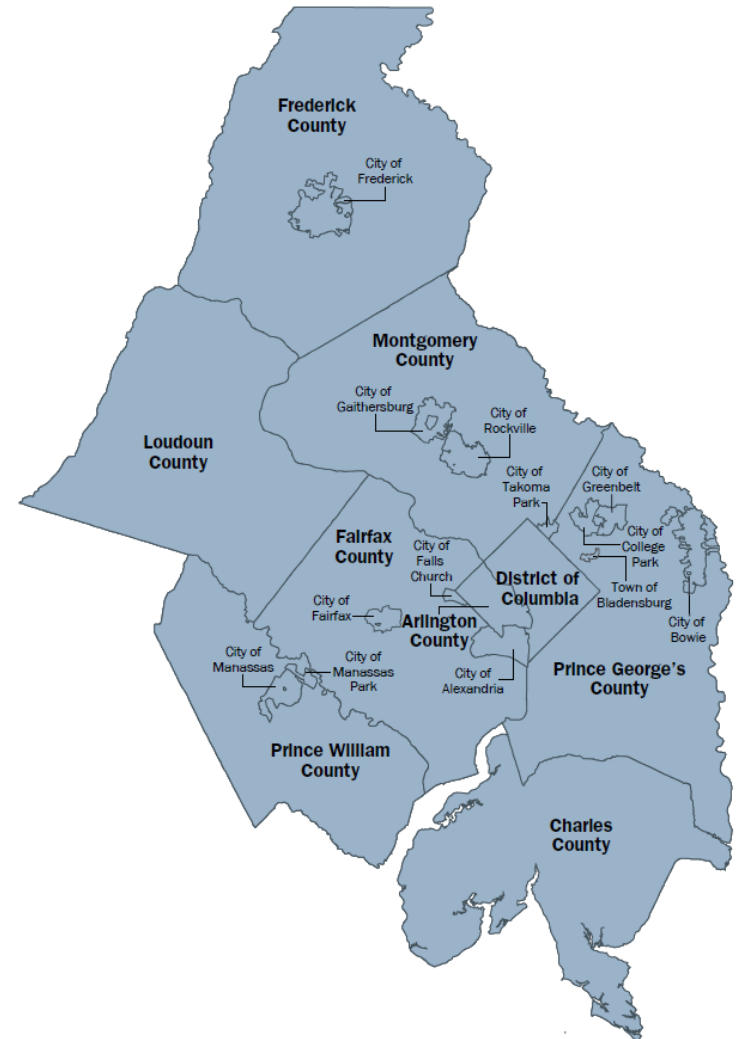 Frederick
County
City of
Frederick
Montgomery
County
City of
Gaithersburg
City of
Rockville
Loudoun
County
City of
Takoma
Park
City of
Greenbelt
Fairfax
County
City of
Falls
Church
City of
College
Park
District of
Columbia
Town of
Bladensburg
City of
Fairfax
Arlington
County
City of
Bowie
City of
Manassas
City of
Manassas
Park
City of
Alexandria
Prince George's
County
Prince William
County
Charles
County